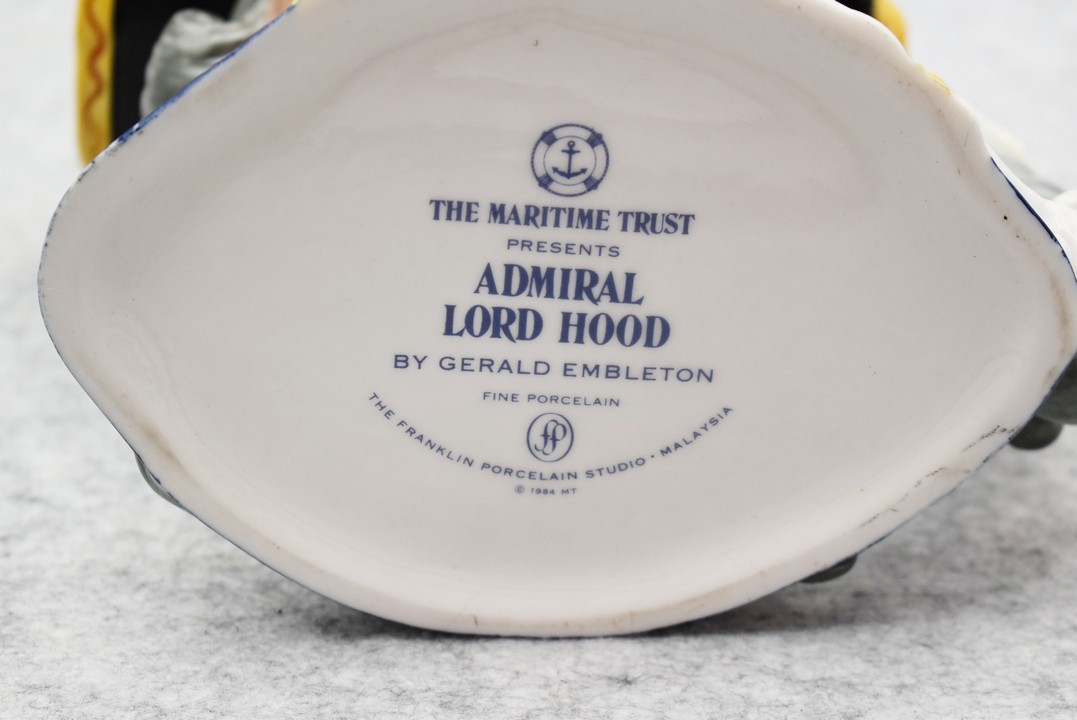 THE MARITIME TRUST
PRESENTS
ADMIRAL
LORD HOOD
BY GERALD EMBLETON
FINE PORCELAIN
fp
THE FRANKLIN PORCELAIN STUDIO · MALAYSIA
© 1984 MT